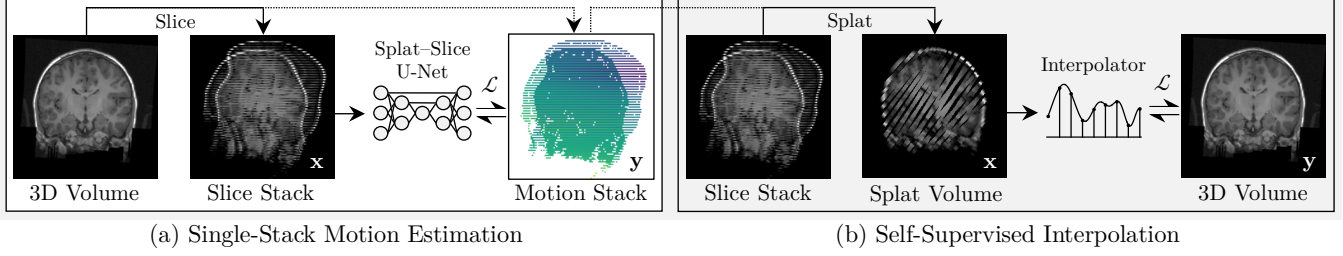 Slice
Splat–Slice
U-Net
ℒ
x
y
3D Volume
Slice Stack
Motion Stack
(a) Single-Stack Motion Estimation
Splat
Interpolator
ℒ
x
y
Slice Stack
Splat Volume
3D Volume
(b) Self-Supervised Interpolation